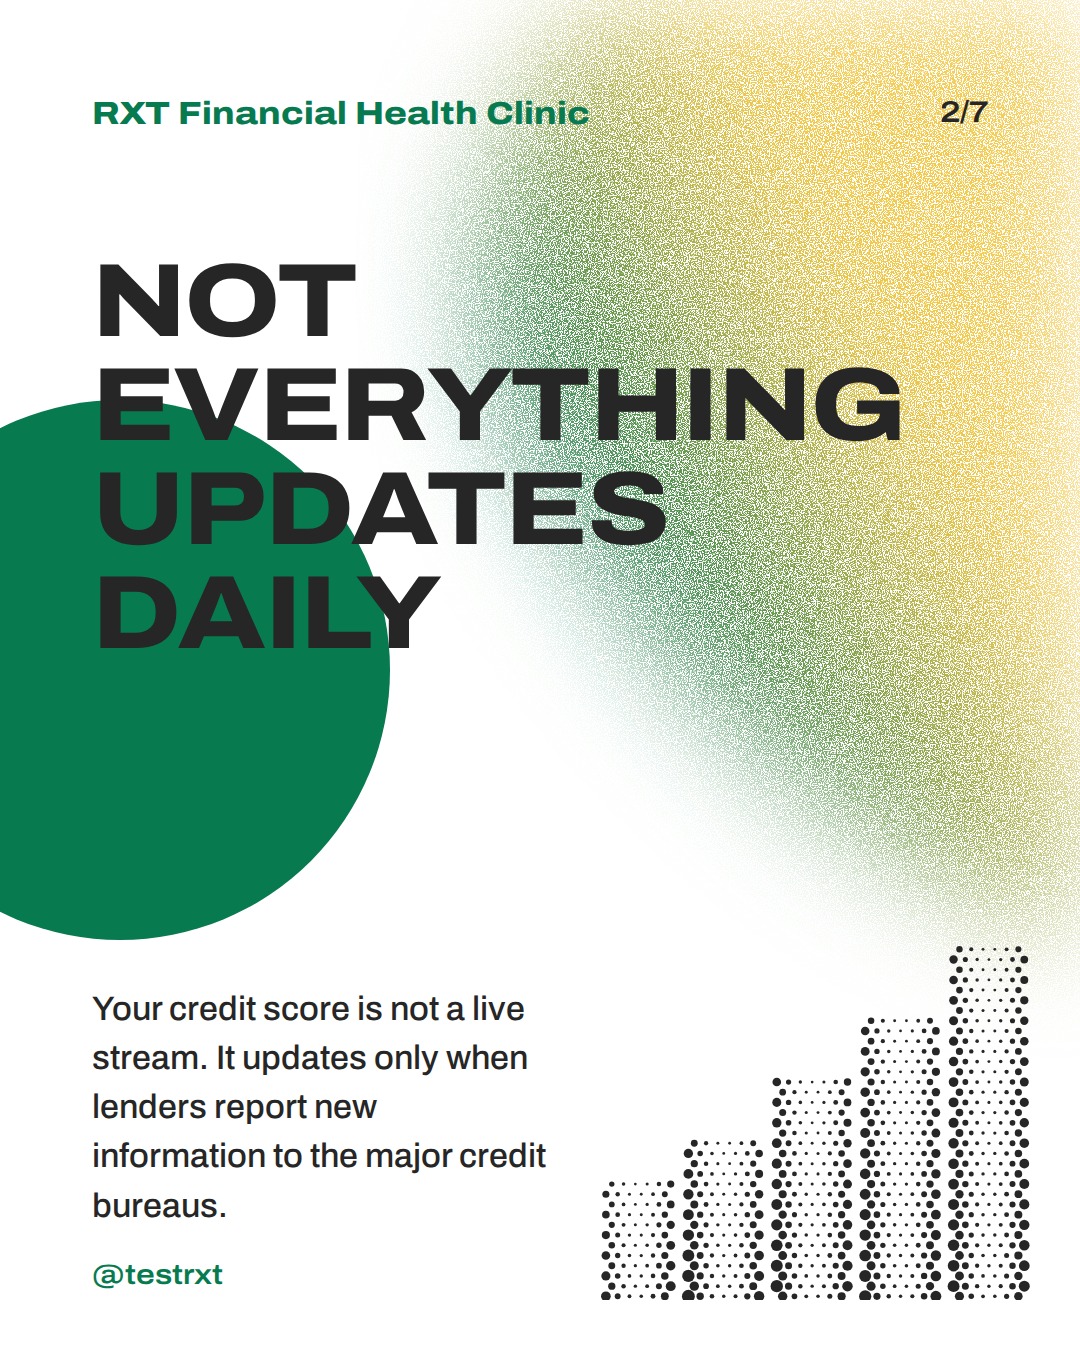 RXT Financial Health Clinic
2/7
NOT
EVERYTHING
UPDATES
DAILY
Your credit score is not a live
stream. It updates only when
lenders report new
information to the major credit
bureaus.
@testrxt